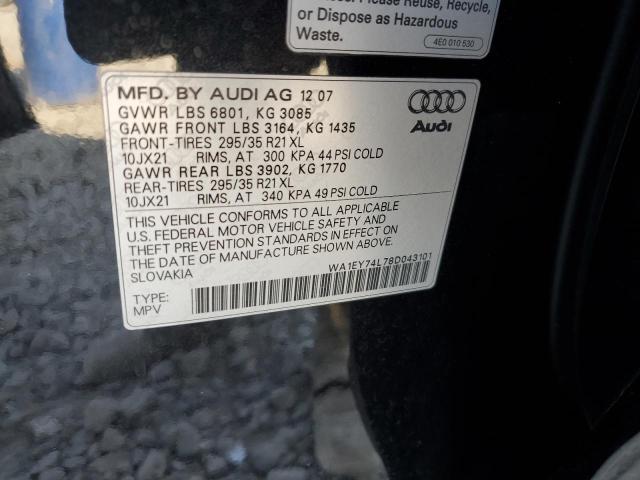 Please Reuse, Recycle,
or Dispose as Hazardous
Waste.
4E0 010 530
MFD. BY AUDI AG 12 07
GVWR LBS 6801, KG 3085
GAWR FRONT LBS 3164, KG 1435
FRONT-TIRES 295/35 R21 XL
10JX21 RIMS, AT 300 KPA 44 PSI COLD
GAWR REAR LBS 3902, KG 1770
REAR-TIRES 295/35 R21 XL
10JX21 RIMS, AT 340 KPA 49 PSI COLD
Audi
THIS VEHICLE CONFORMS TO ALL APPLICABLE
U.S. FEDERAL MOTOR VEHICLE SAFETY AND
THEFT PREVENTION STANDARDS IN EFFECT ON
THE DATE OF MANUFACTURE SHOWN ABOVE.
SLOVAKIA
WA1EY74L78D043101
TYPE:
MPV